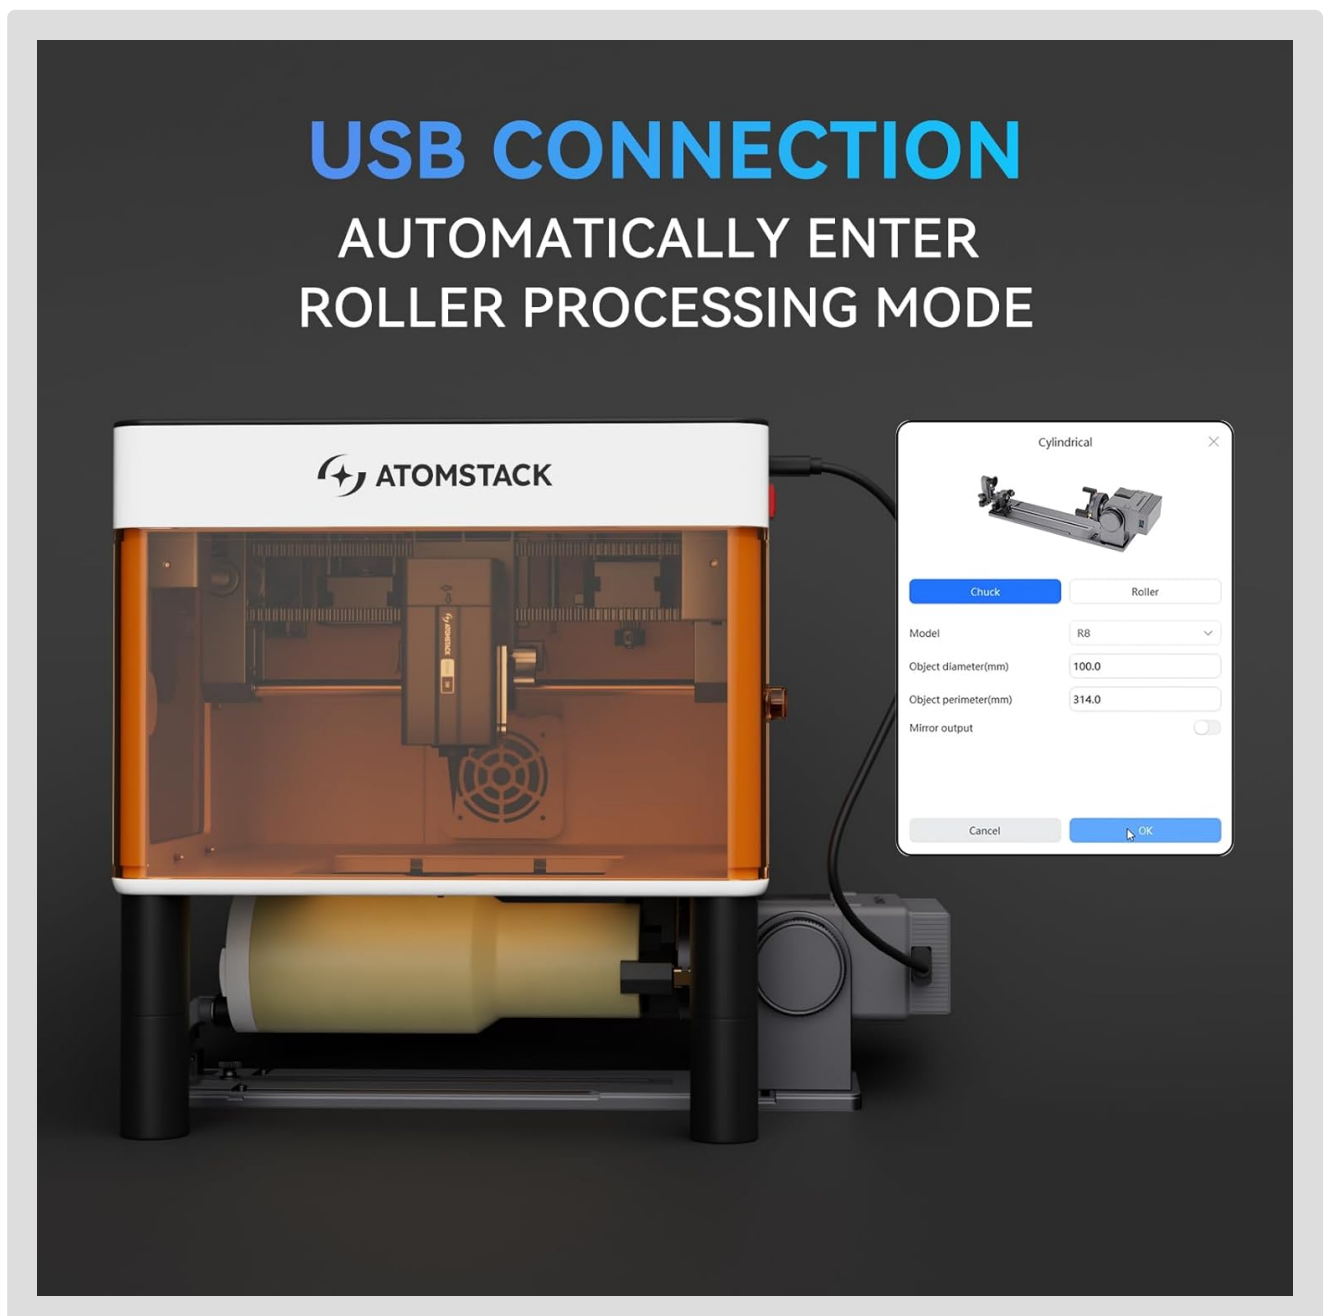 USB CONNECTION
AUTOMATICALLY ENTER
ROLLER PROCESSING MODE
ATOMSTACK
ATOMSTACK
Cylindrical
Chuck
Roller
Model
R8
Object diameter(mm)
100.0
Object perimeter(mm)
314.0
Mirror output
Cancel
OK